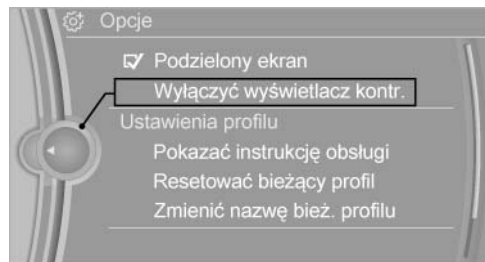 Opcje
Podzielony ekran
Wyłączyć wyświetlacz kontr.
Ustawienia profilu
Pokazać instrukcję obsługi
Resetować bieżący profil
Zmienić nazwę bież. profilu